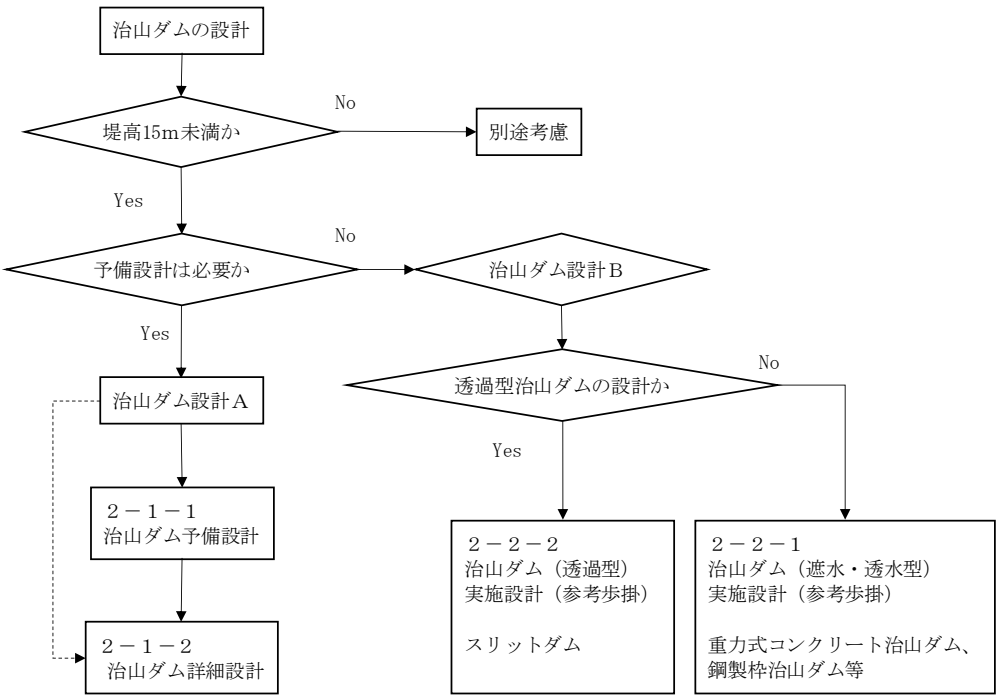 治山ダムの設計
No
堤高15m未満か
別途考慮
Yes
No
予備設計は必要か
治山ダム設計B
Yes
No
治山ダム設計A
透過型治山ダムの設計か
Yes
2－1－1
治山ダム予備設計
2－2－2
治山ダム（透過型）
実施設計（参考歩掛）
スリットダム
2－2－1
治山ダム（遮水・透水型）
実施設計（参考歩掛）
重力式コンクリート治山ダム、
鋼製枠治山ダム等
2－1－2
治山ダム詳細設計